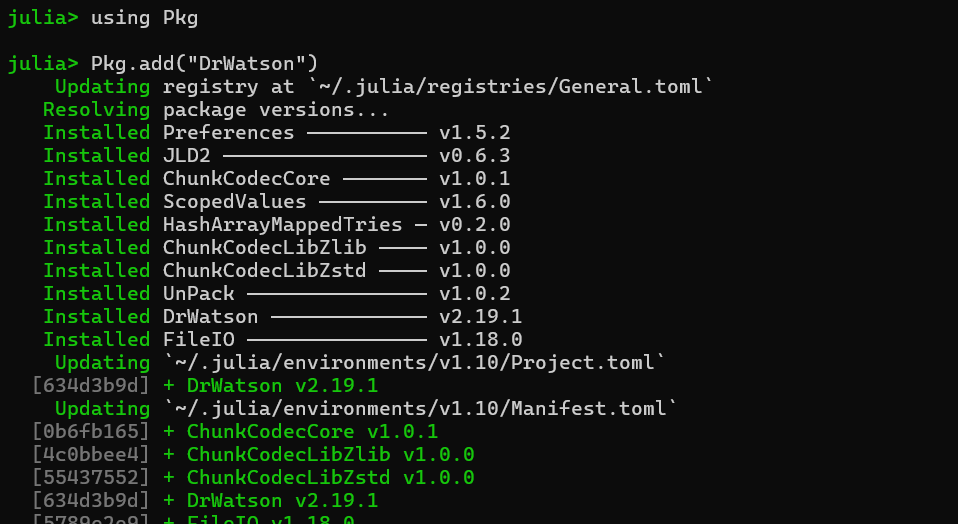 julia> using Pkg
julia> Pkg.add("DrWatson")
Updating registry at `~/.julia/registries/General.toml`
Resolving package versions...
Installed Preferences ────────── v1.5.2
Installed JLD2 ───────────────── v0.6.3
Installed ChunkCodecCore ─────── v1.0.1
Installed ScopedValues ───────── v1.6.0
Installed HashArrayMappedTries ─ v0.2.0
Installed ChunkCodecLibZlib ──── v1.0.0
Installed ChunkCodecLibZstd ──── v1.0.0
Installed UnPack ─────────────── v1.0.2
Installed DrWatson ───────────── v2.19.1
Installed FileIO ─────────────── v1.18.0
Updating `~/.julia/environments/v1.10/Project.toml`
[634d3b9d] + DrWatson v2.19.1
Updating `~/.julia/environments/v1.10/Manifest.toml`
[0b6fb165] + ChunkCodecCore v1.0.1
[4c0bbee4] + ChunkCodecLibZlib v1.0.0
[55437552] + ChunkCodecLibZstd v1.0.0
[634d3b9d] + DrWatson v2.19.1
[5789e2e9] + FileIO v1.18.0